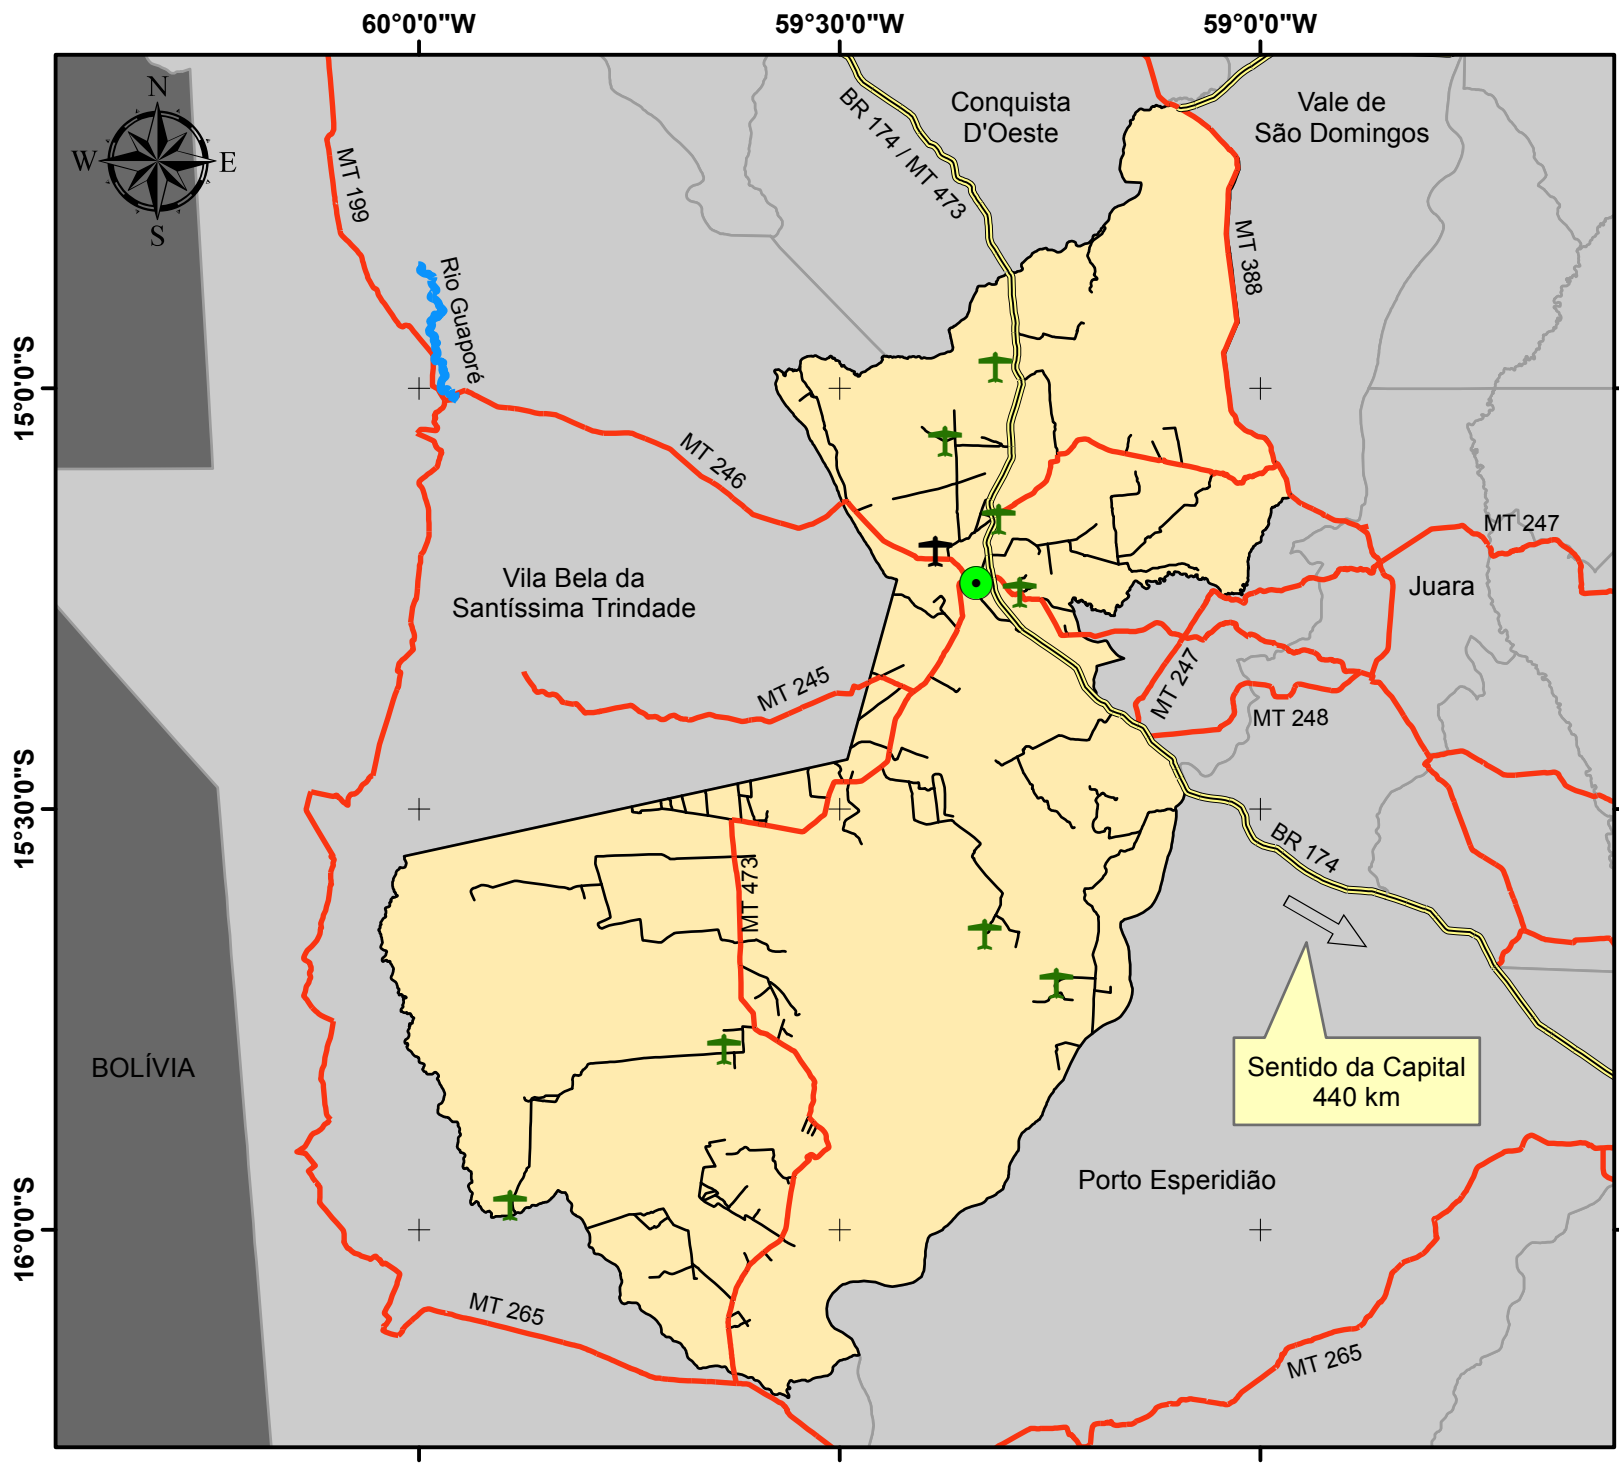 60°0'0"W
59°30'0"W
59°0'0"W
N
W
E
S
MT 199
BR 174 / MT 473
Conquista
D'Oeste
Vale de
São Domingos
MT 388
Rio Guaporé
15°0'0"S
MT 246
MT 247
Vila Bela da
Santíssima Trindade
Juara
MT 245
MT 247
MT 248
15°30'0"S
BR 174
MT 473
BOLÍVIA
Sentido da Capital
440 km
Porto Esperidião
16°0'0"S
MT 265
MT 265